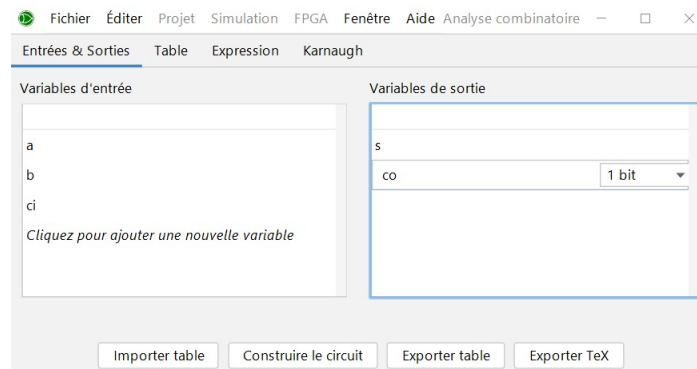 Fichier Éditer Projet Simulation FPGA Fenêtre Aide Analyse combinatoire
Entrées & Sorties Table Expression Karnaugh
Variables d'entrée
a
b
ci
Cliquez pour ajouter une nouvelle variable
Variables de sortie
s
co 1 bit
Importer table Construire le circuit Exporter table Exporter TeX